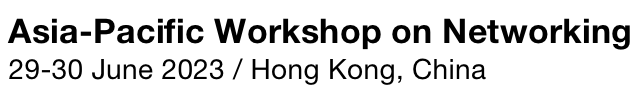 Asia-Pacific Workshop on Networking
29-30 June 2023 / Hong Kong, China